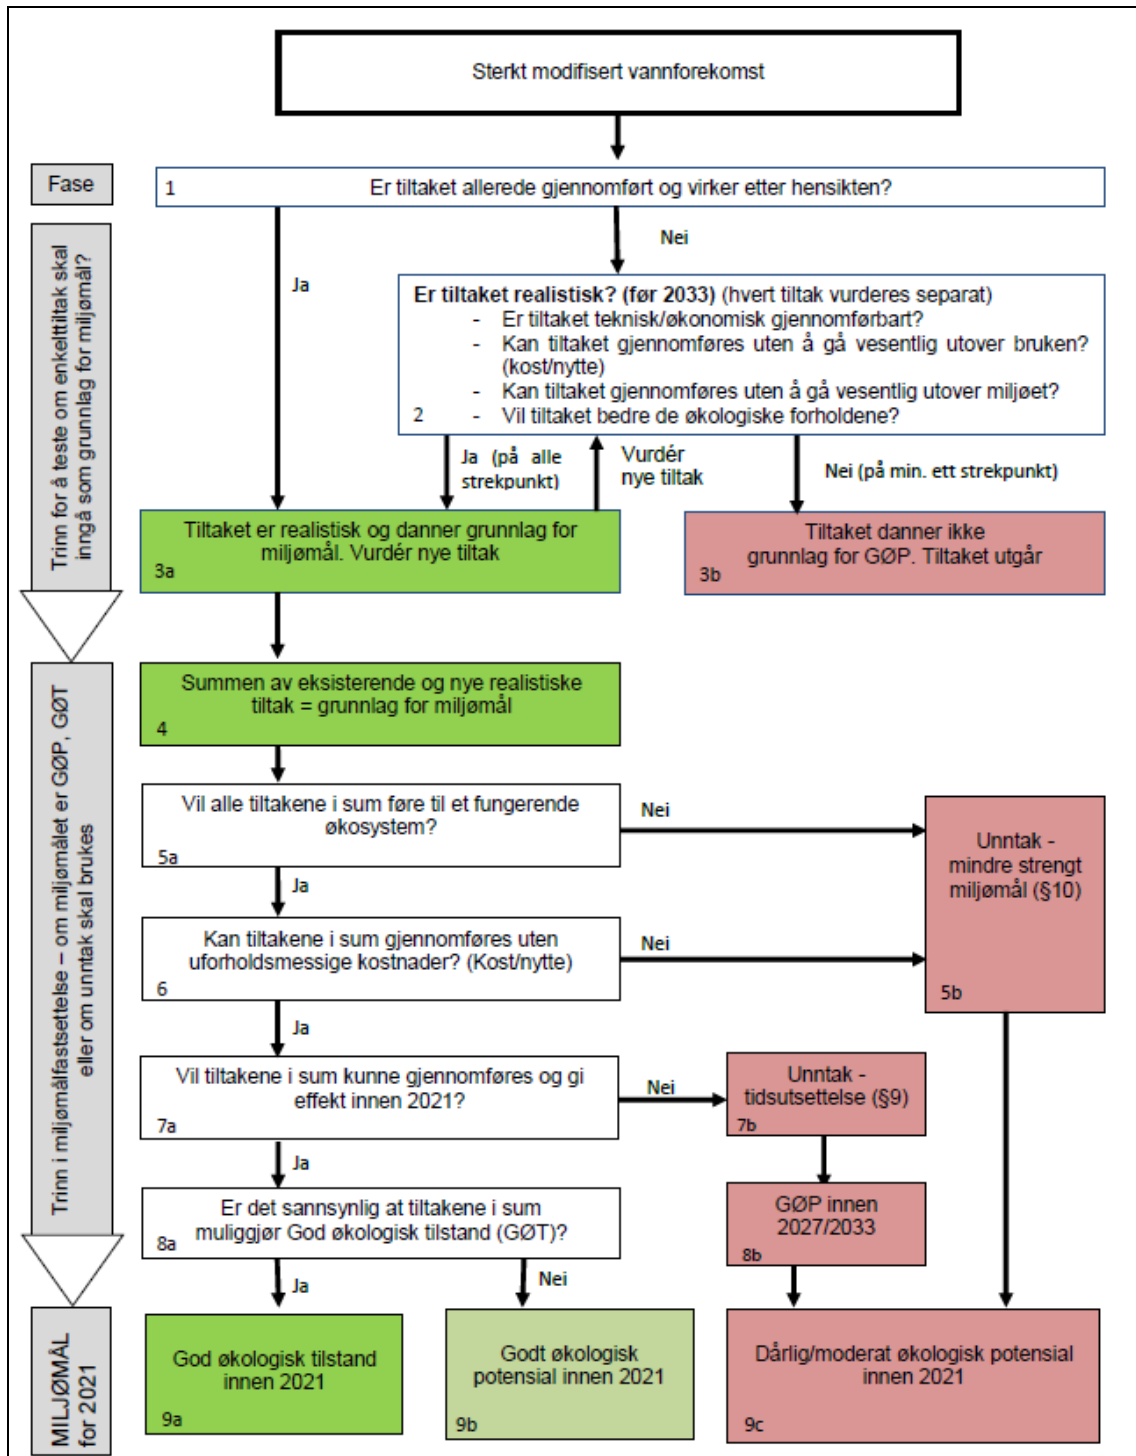 Sterkt modifisert vannforekomst
Fase
1
Er tiltaket allerede gjennomført og virker etter hensikten?
Trinn for å teste om enkelttiltak skal
inngå som grunnlag for miljømål?
Ja
Nei
Er tiltaket realistisk? (før 2033) (hvert tiltak vurderes separat)
- Er tiltaket teknisk/økonomisk gjennomførbart?
- Kan tiltaket gjennomføres uten å gå vesentlig utover bruken?
(kost/nytte)
- Kan tiltaket gjennomføres uten å gå vesentlig utover miljøet?
2 - Vil tiltaket bedre de økologiske forholdene?
Ja (på alle
strekpunkt)
Vurdér
nye tiltak
Nei (på min. ett strekpunkt)
Tiltaket er realistisk og danner grunnlag for
miljømål. Vurdér nye tiltak
3a
Tiltaket danner ikke
grunnlag for GØP. Tiltaket utgår
3b
Trinn i miljømålfastsettelse – om miljømålet er GØP, GØT
eller om unntak skal brukes
Summen av eksisterende og nye realistiske
tiltak = grunnlag for miljømål
4
Vil alle tiltakene i sum føre til et fungerende
økosystem?
5a
Nei
Ja
Unntak -
mindre strengt
miljømål (§10)
5b
Kan tiltakene i sum gjennomføres uten
uforholdsmessige kostnader? (Kost/nytte)
6
Nei
Ja
Vil tiltakene i sum kunne gjennomføres og gi
effekt innen 2021?
7a
Nei
Ja
Unntak -
tidsutsettelse (§9)
7b
Er det sannsynlig at tiltakene i sum
muliggjør God økologisk tilstand (GØT)?
8a
GØP innen
2027/2033
8b
Ja
Nei
MILJØMÅL
for 2021
God økologisk tilstand
innen 2021
9a
Godt økologisk
potensial innen 2021
9b
Dårlig/moderat økologisk potensial
innen 2021
9c